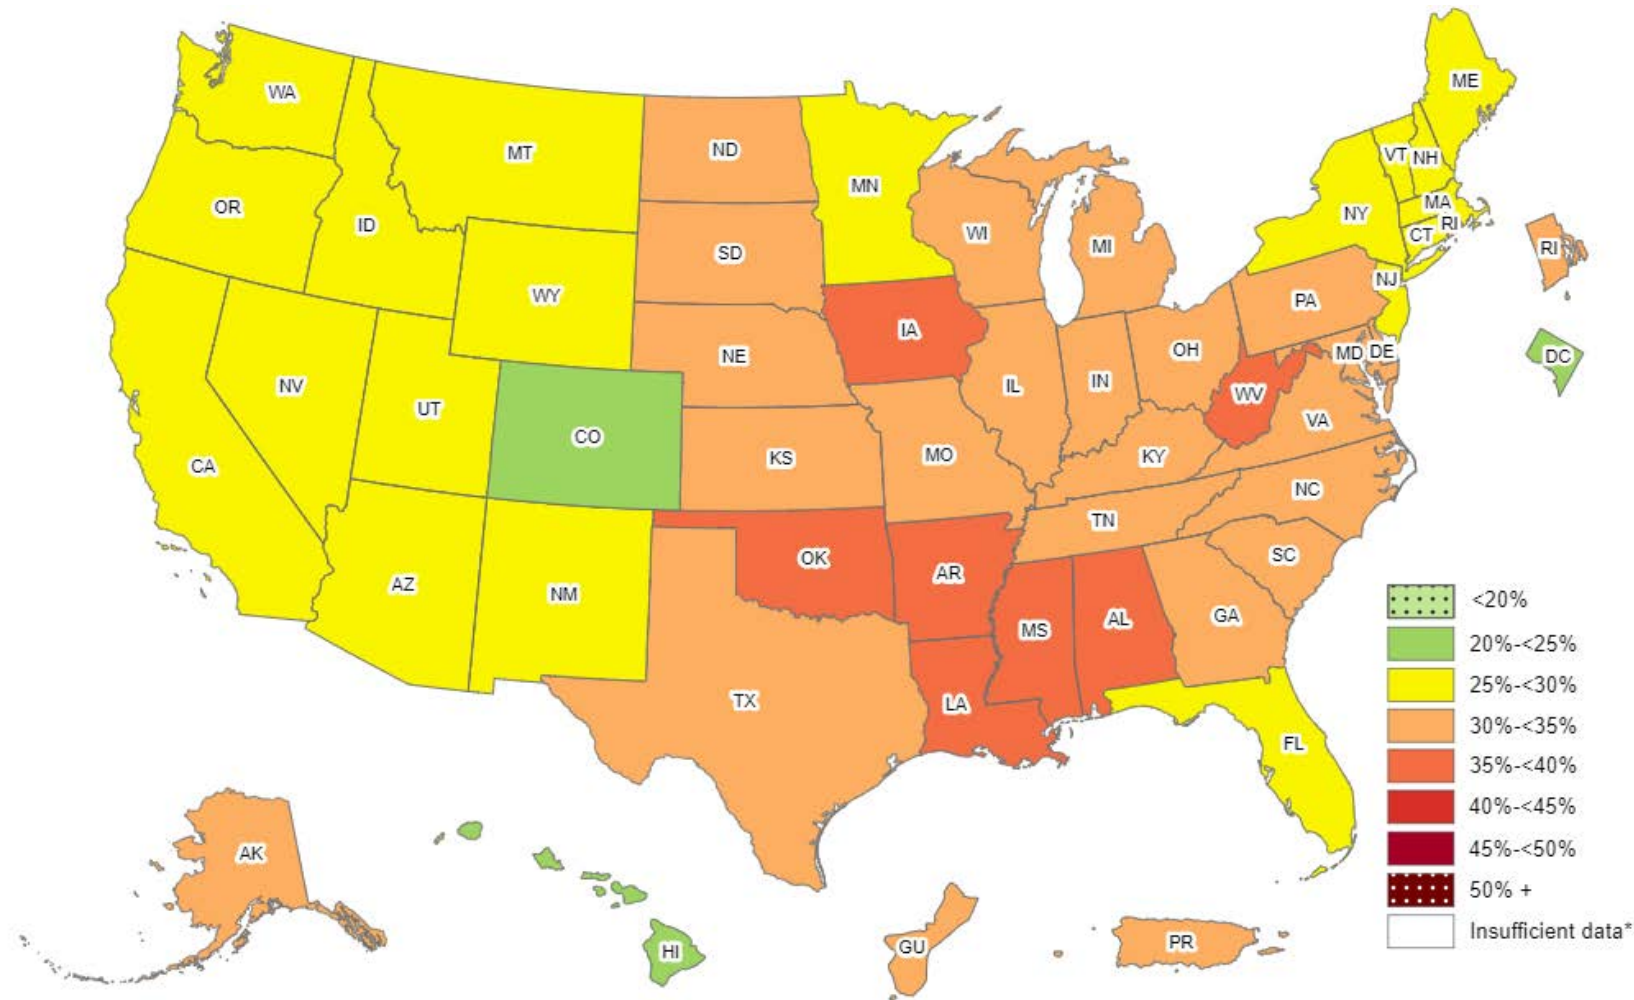 ME
WA
MT
ND
VT
NH
MN
OR
MA
ID
NY
RI
WI
CT
MI
RI
SD
NJ
WY
PA
IA
NE
OH
MD
DE
DC
NV
IL
IN
UT
WV
CO
VA
CA
KS
MO
KY
NC
TN
OK
SC
AR
AZ
NM
<20%
GA
AL
MS
20%-<25%
25%-<30%
TX
LA
30%-<35%
FL
35%-<40%
40%-<45%
45%-<50%
AK
50% +
Insufficient data*
PR
GU
HI